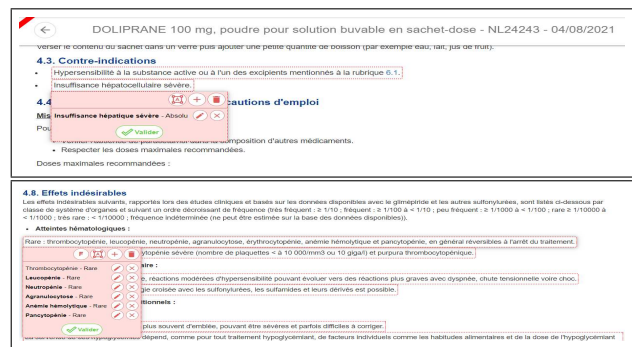 DOLIPRANE 100 mg, poudre pour solution buvable en sachet-dose - NL24243 - 04/08/2021
Verser le contenu du sachet dans un verre puis ajouter une petite quantité de boisson (par exemple eau, lait, jus de fruit).
4.3. Contre-indications
• Hypersensibilité à la substance active ou à l'un des excipients mentionnés à la rubrique 6.1.
• Insuffisance hépatocellulaire sévère.
4.4 cautions d'emploi
Mis
Insuffisance hépatique sévère - Absolu
Pou
Valider
composition d'autres médicaments.
• Respecter les doses maximales recommandées.
Doses maximales recommandées :
4.8. Effets indésirables
Les effets indésirables suivants, rapportés lors des études cliniques et basés sur les données disponibles avec le glimépiride et les autres sulfonylurées, sont listés ci-dessous par
classe de système d'organes et suivant un ordre décroissant de fréquence (très fréquent : ≥ 1/10 ; fréquent : ≥ 1/100 à < 1/10 ; peu fréquent : ≥ 1/1000 à < 1/100 ; rare ≥ 1/10000 à
< 1/1000 ; très rare : < 1/10000 ; fréquence indéterminée (ne peut être estimée sur la base des données disponibles)).
• Atteintes hématologiques :
Rare : thrombocytopénie, leucopénie, neutropénie, agranulocytose, érythrocytopénie, anémie hémolytique et pancytopénie, en général réversibles à l'arrêt du traitement.
F A +
ytopénie sévère (nombre de plaquettes < à 10 000/mm3 ou 10 giga/l) et purpura thrombocytopénique.
aire :
Thrombocytopénie - Rare
Leucopénie - Rare
e, réactions modérées d'hypersensibilité pouvant évoluer vers des réactions plus graves avec dyspnée, chute tensionnelle voire choc.
Neutropénie - Rare
gie croisée avec les sulfonylurées, les sulfamides et leurs dérivés est possible.
Agranulocytose - Rare
Anémie hémolytique - Rare
itionnels :
Pancytopénie - Rare
Valider
plus souvent d'emblée, pouvant être sévères et parfois difficiles à corriger.
dépend, comme pour tout traitement hypoglycémiant, de facteurs individuels comme les habitudes alimentaires et de la dose de l'hypoglycémiant